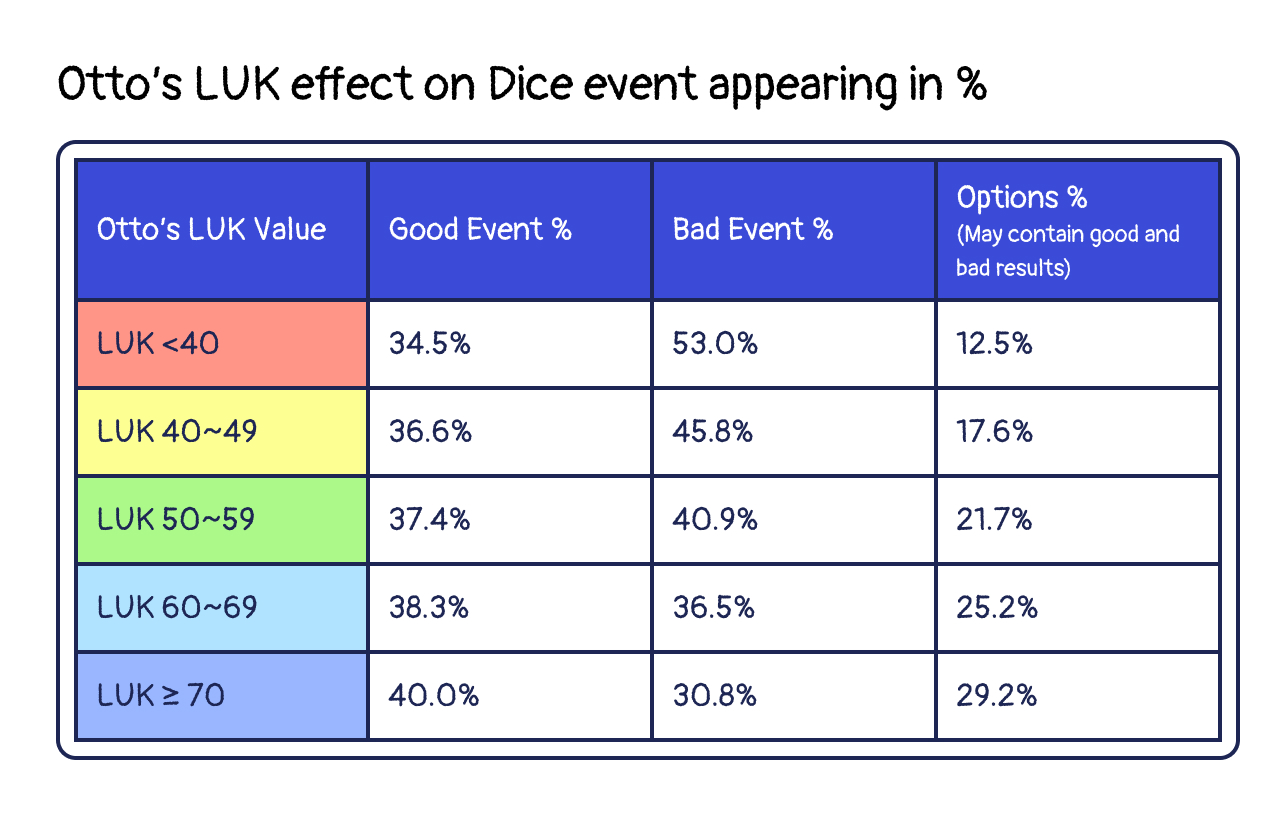 Otto's LUK effect on Dice event appearing in %
Otto's LUK Value
Good Event %
Bad Event %
Options %
(May contain good and
bad results)
LUK <40
34.5%
53.0%
12.5%
LUK 40~49
36.6%
45.8%
17.6%
LUK 50~59
37.4%
40.9%
21.7%
LUK 60~69
38.3%
36.5%
25.2%
LUK ≥ 70
40.0%
30.8%
29.2%